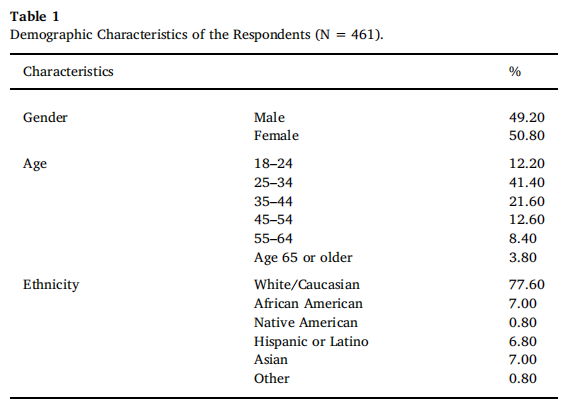 Table 1
Demographic Characteristics of the Respondents (N = 461).
Characteristics %
Gender Male 49.20
Female 50.80
Age 18–24 12.20
25–34 41.40
35–44 21.60
45–54 12.60
55–64 8.40
Age 65 or older 3.80
Ethnicity White/Caucasian 77.60
African American 7.00
Native American 0.80
Hispanic or Latino 6.80
Asian 7.00
Other 0.80